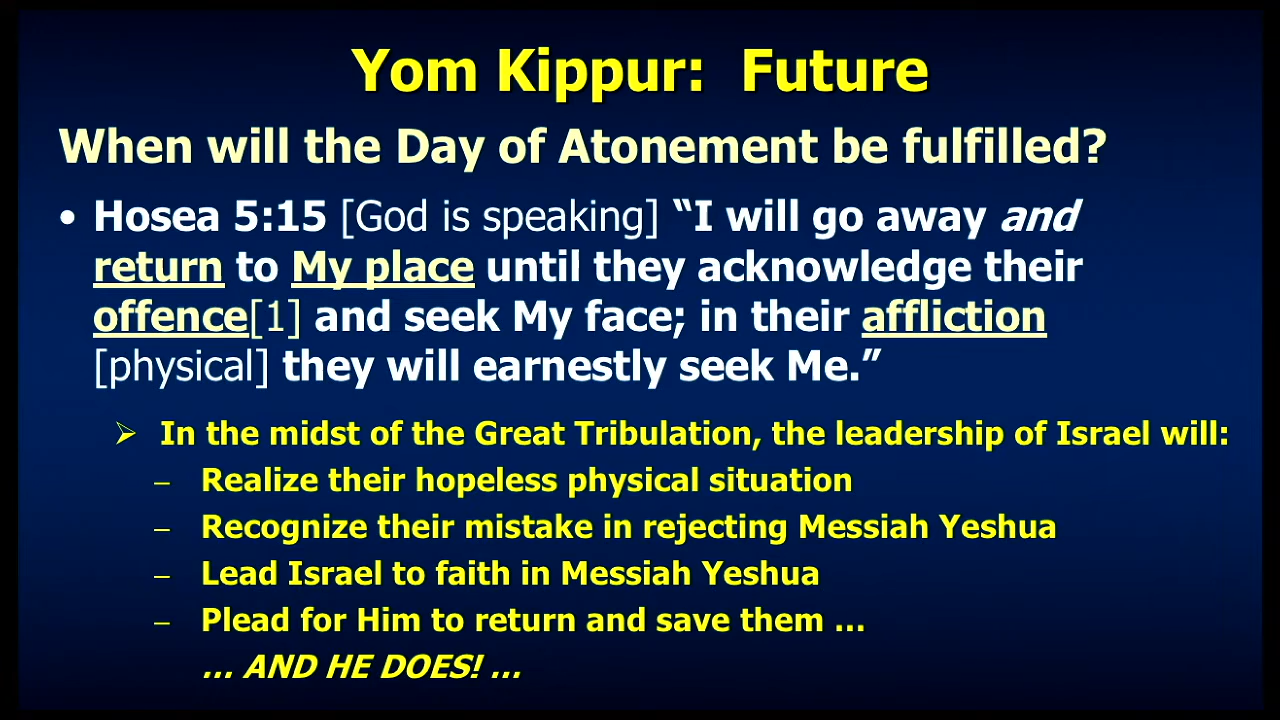 Yom Kippur: Future
When will the Day of Atonement be fulfilled?
• Hosea 5:15 [God is speaking] “I will go away and
return to My place until they acknowledge their
offence[1] and seek My face; in their affliction
[physical] they will earnestly seek Me.”
➢ In the midst of the Great Tribulation, the leadership of Israel will:
– Realize their hopeless physical situation
– Recognize their mistake in rejecting Messiah Yeshua
– Lead Israel to faith in Messiah Yeshua
– Plead for Him to return and save them …
… AND HE DOES! …